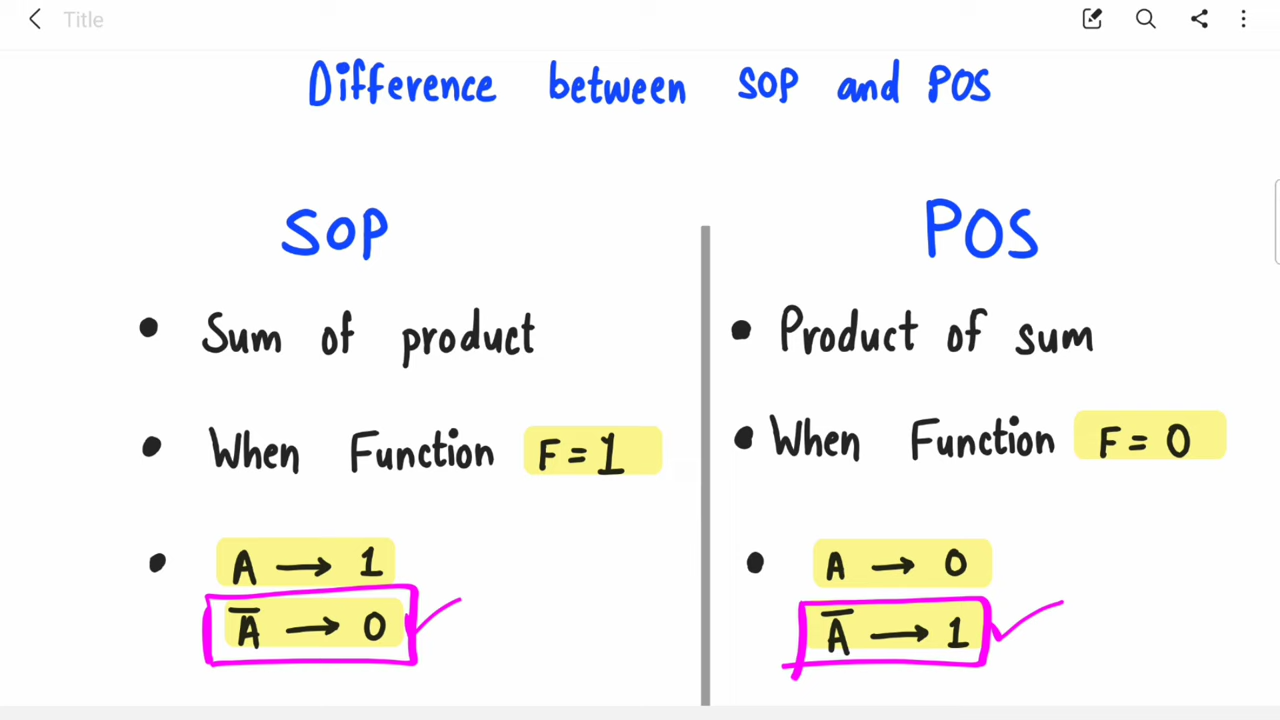 Title
Difference between SOP and POS
SOP
• Sum of product
• When Function F = 1
• A → 1
A̅ → 0
POS
• Product of sum
• When Function F = 0
• A → 0
A̅ → 1